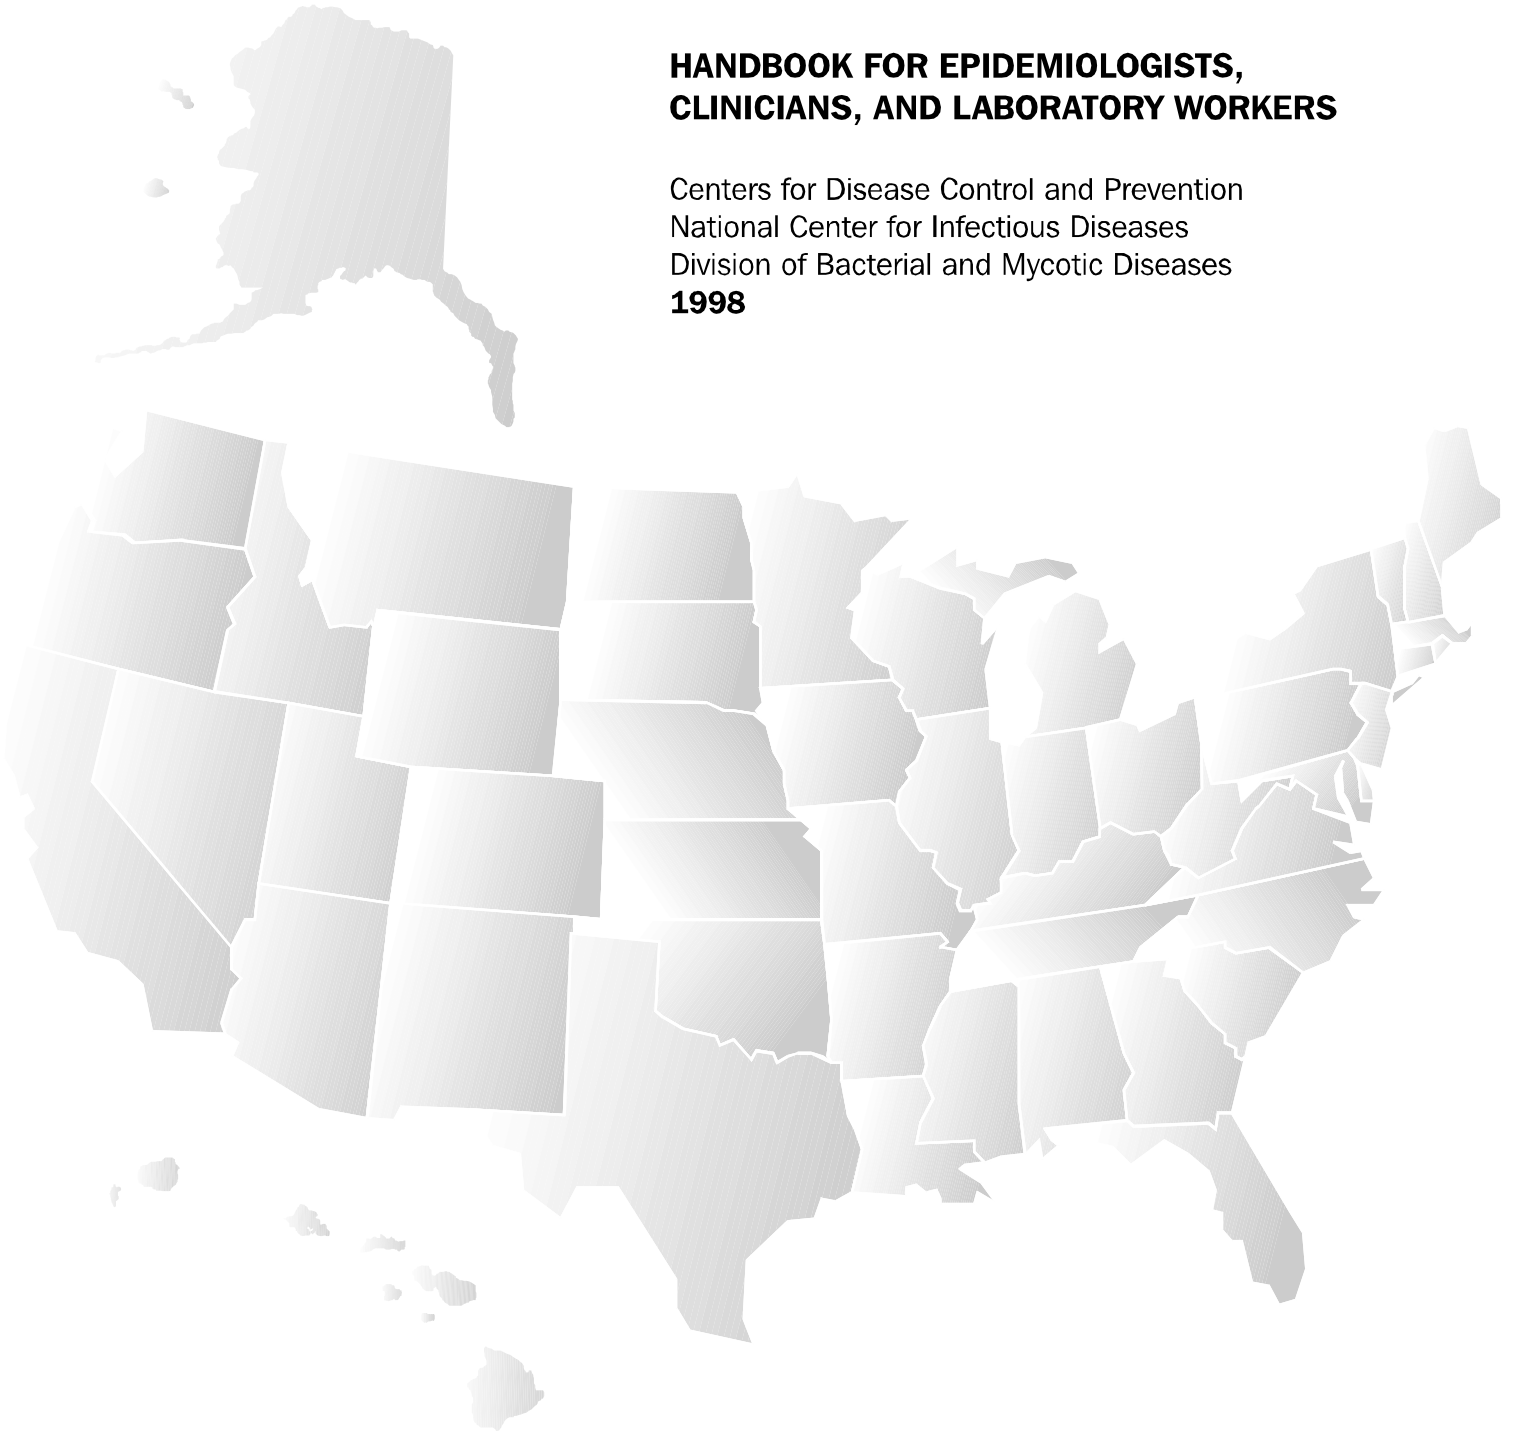 HANDBOOK FOR EPIDEMIOLOGISTS,
CLINICIANS, AND LABORATORY WORKERS
Centers for Disease Control and Prevention
National Center for Infectious Diseases
Division of Bacterial and Mycotic Diseases
1998